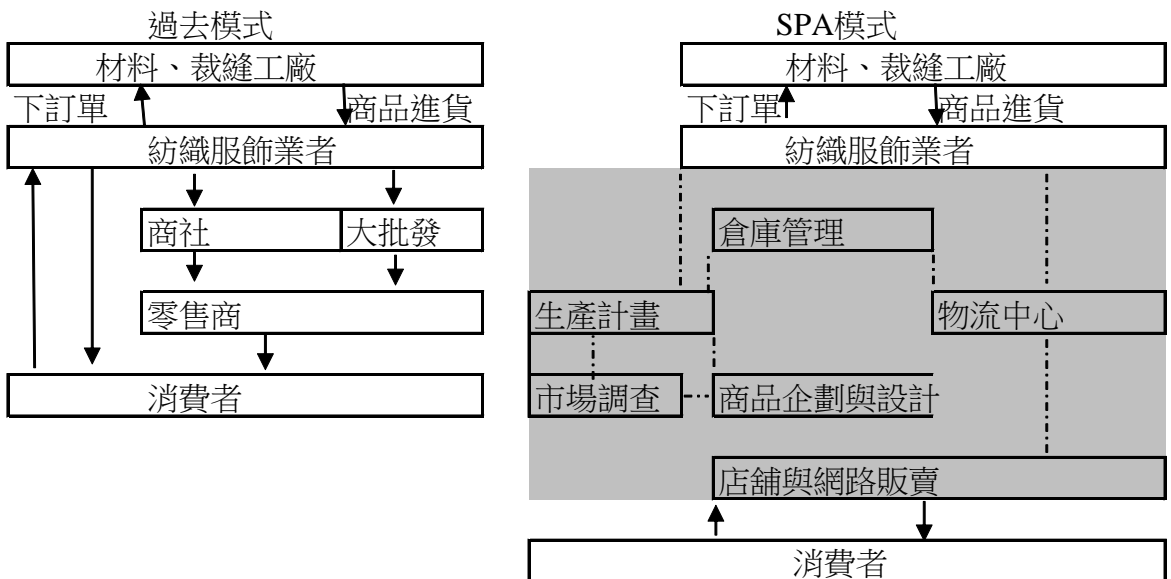 過去模式
材料、裁縫工廠
下訂單
商品進貨
紡織服飾業者
商社
大批發
零售商
消費者
SPA模式
材料、裁縫工廠
下訂單
商品進貨
紡織服飾業者
倉庫管理
生產計畫
物流中心
市場調查
商品企劃與設計
店舖與網路販賣
消費者